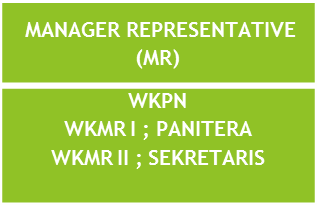 MANAGER REPRESENTATIVE
(MR)
WKPN
WKMR I ; PANITERA
WKMR II ; SEKRETARIS